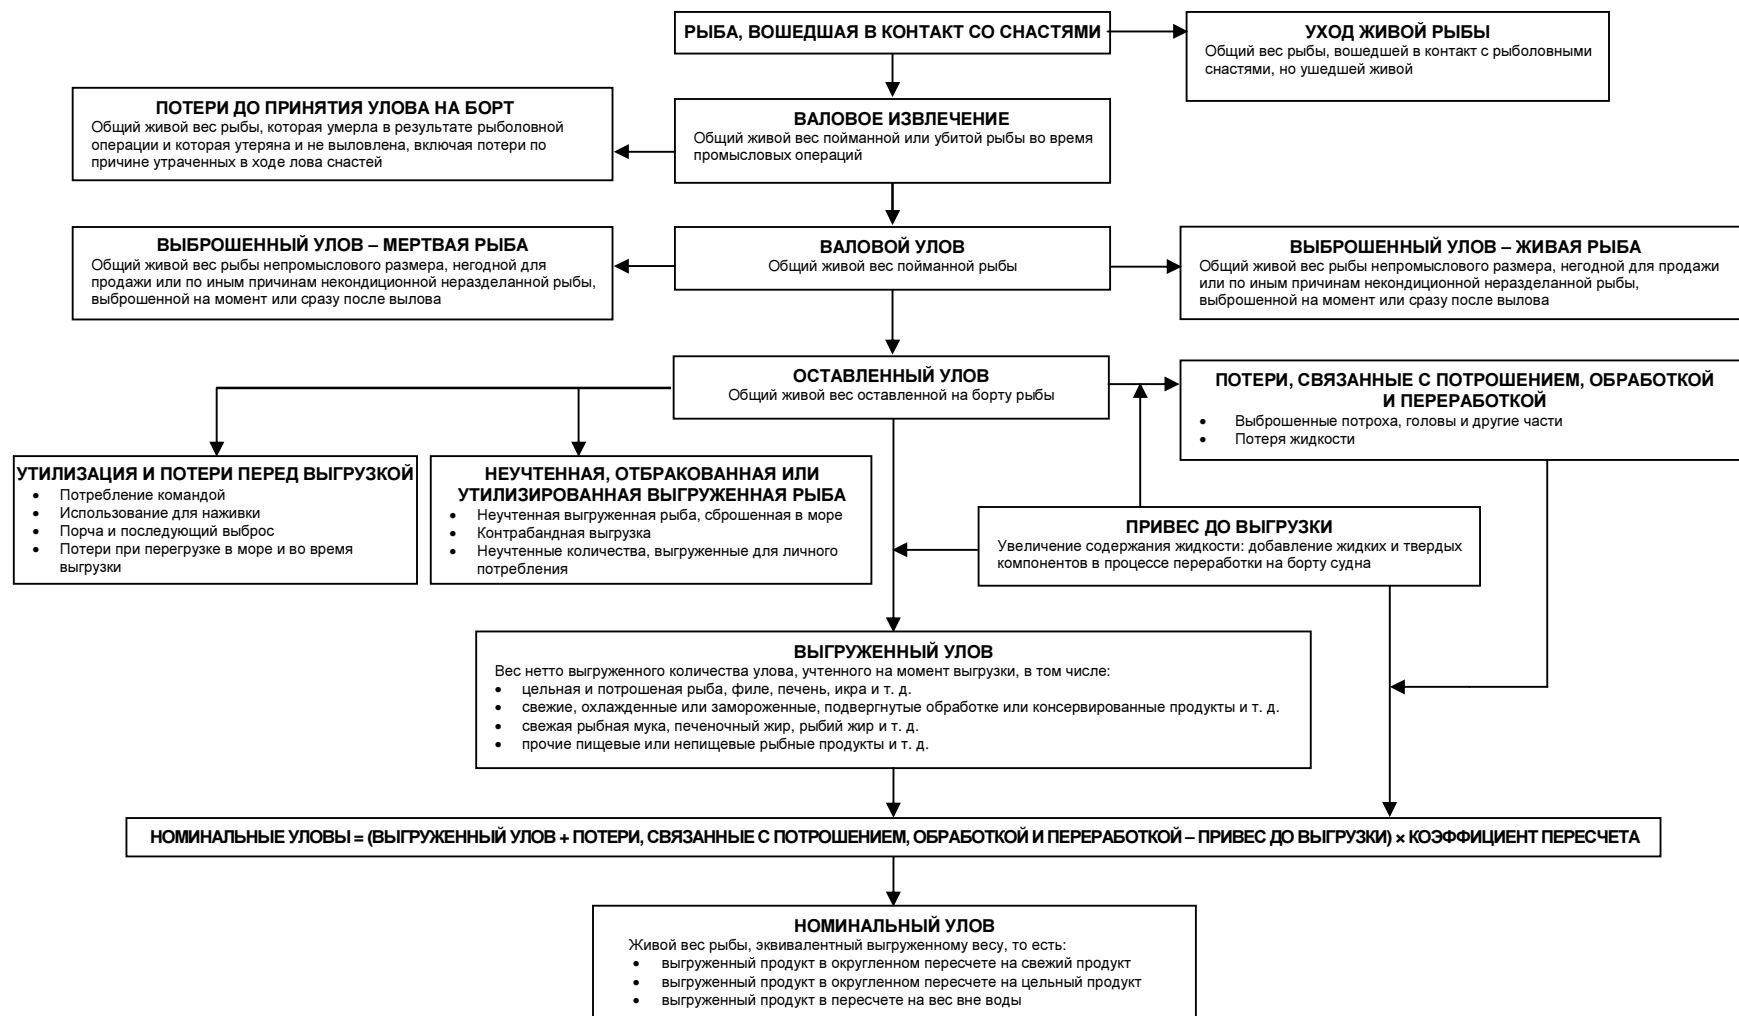 РЫБА, ВОШЕДШАЯ В КОНТАКТ СО СНАСТЯМИ
УХОД ЖИВОЙ РЫБЫ
Общий вес рыбы, вошедшей в контакт с рыболовными
снастями, но ушедшей живой
ПОТЕРИ ДО ПРИНЯТИЯ УЛОВА НА БОРТ
Общий живой вес рыбы, которая умерла в результате рыболовной
операции и которая утеряна и не выловлена, включая потери по
причине утраченных в ходе лова снастей
ВАЛОВОЕ ИЗВЛЕЧЕНИЕ
Общий живой вес пойманной или убитой рыбы во время
промысловых операций
ВЫБРОШЕННЫЙ УЛОВ – МЕРТВАЯ РЫБА
Общий живой вес рыбы непромыслового размера, негодной для
продажи или по иным причинам некондиционной неразделанной рыбы,
выброшенной на момент или сразу после вылова
ВАЛОВОЙ УЛОВ
Общий живой вес пойманной рыбы
ВЫБРОШЕННЫЙ УЛОВ – ЖИВАЯ РЫБА
Общий живой вес рыбы непромыслового размера, негодной для продажи
или по иным причинам некондиционной неразделанной рыбы,
выброшенной на момент или сразу после вылова
ОСТАВЛЕННЫЙ УЛОВ
Общий живой вес оставленной на борту рыбы
ПОТЕРИ, СВЯЗАННЫЕ С ПОТРОШЕНИЕМ, ОБРАБОТКОЙ
И ПЕРЕРАБОТКОЙ
• Выброшенные потроха, головы и другие части
• Потеря жидкости
УТИЛИЗАЦИЯ И ПОТЕРИ ПЕРЕД ВЫГРУЗКОЙ
• Потребление командой
• Использование для наживки
• Порча и последующий выброс
• Потери при перегрузке в море и во время
выгрузки
НЕУЧТЕННАЯ, ОТБРАКОВАННАЯ ИЛИ
УТИЛИЗИРОВАННАЯ ВЫГРУЖЕННАЯ РЫБА
• Неучтенная выгруженная рыба, сброшенная в море
• Контрабандная выгрузка
• Неучтенные количества, выгруженные для личного
потребления
ПРИВЕС ДО ВЫГРУЗКИ
Увеличение содержания жидкости: добавление жидких и твердых
компонентов в процессе переработки на борту судна
ВЫГРУЖЕННЫЙ УЛОВ
Вес нетто выгруженного количества улова, учтенного на момент выгрузки, в том числе:
• цельная и потрошеная рыба, филе, печень, икра и т. д.
• свежие, охлажденные или замороженные, подвергнутые обработке или консервированные продукты и т. д.
• свежая рыбная мука, печеночный жир, рыбий жир и т. д.
• прочие пищевые или непищевые рыбные продукты и т. д.
НОМИНАЛЬНЫЕ УЛОВЫ = (ВЫГРУЖЕННЫЙ УЛОВ + ПОТЕРИ, СВЯЗАННЫЕ С ПОТРОШЕНИЕМ, ОБРАБОТКОЙ И ПЕРЕРАБОТКОЙ – ПРИВЕС ДО ВЫГРУЗКИ) × КОЭФФИЦИЕНТ ПЕРЕСЧЕТА
НОМИНАЛЬНЫЙ УЛОВ
Живой вес рыбы, эквивалентный выгруженному весу, то есть:
• выгруженный продукт в округленном пересчете на свежий продукт
• выгруженный продукт в округленном пересчете на цельный продукт
• выгруженный продукт в пересчете на вес вне воды